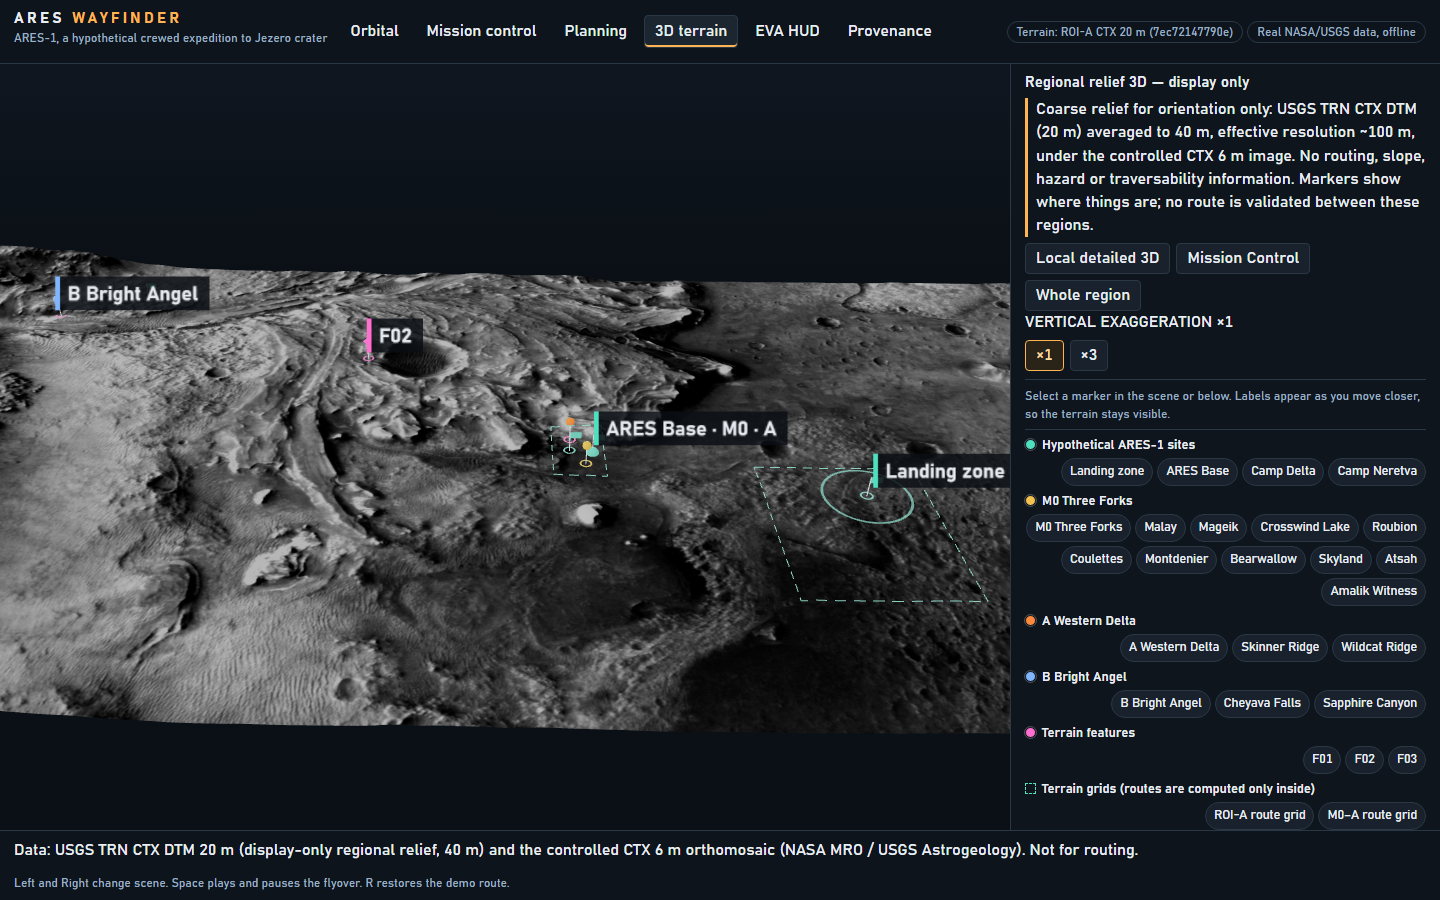 ARES WAYFINDER
ARES-1, a hypothetical crewed expedition to Jezero crater
Orbital
Mission control
Planning
3D terrain
EVA HUD
Provenance
Terrain: ROI-A CTX 20 m (7ec72147790e)
Real NASA/USGS data, offline
B Bright Angel
F02
ARES Base · M0 · A
Landing zone
Regional relief 3D — display only
Coarse relief for orientation only: USGS TRN CTX DTM
(20 m) averaged to 40 m, effective resolution ~100 m,
under the controlled CTX 6 m image. No routing, slope,
hazard or traversability information. Markers show
where things are; no route is validated between these
regions.
Local detailed 3D
Mission Control
Whole region
VERTICAL EXAGGERATION ×1
×1
×3
Select a marker in the scene or below. Labels appear as you move closer,
so the terrain stays visible.
Hypothetical ARES-1 sites
Landing zone
ARES Base
Camp Delta
Camp Neretva
M0 Three Forks
M0 Three Forks
Malay
Mageik
Crosswind Lake
Roubion
Coulettes
Montdenier
Bearwallow
Skyland
Atsah
Amalik Witness
A Western Delta
A Western Delta
Skinner Ridge
Wildcat Ridge
B Bright Angel
B Bright Angel
Cheyava Falls
Sapphire Canyon
Terrain features
F01
F02
F03
Terrain grids (routes are computed only inside)
ROI-A route grid
M0-A route grid
Data: USGS TRN CTX DTM 20 m (display-only regional relief, 40 m) and the controlled CTX 6 m orthomosaic (NASA MRO / USGS Astrogeology). Not for routing.
Left and Right change scene. Space plays and pauses the flyover. R restores the demo route.